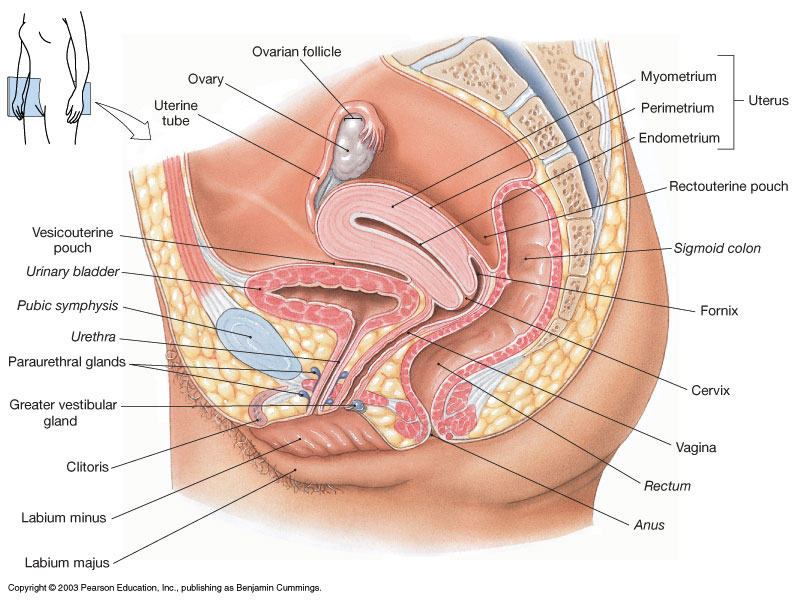 Ovarian follicle
Ovary
Uterine
tube
Myometrium
Perimetrium
Endometrium
Uterus
Rectouterine pouch
Sigmoid colon
Fornix
Cervix
Vagina
Rectum
Anus
Vesicouterine
pouch
Urinary bladder
Pubic symphysis
Urethra
Paraurethral glands
Greater vestibular
gland
Clitoris
Labium minus
Labium majus
Copyright © 2003 Pearson Education, Inc., publishing as Benjamin Cummings.